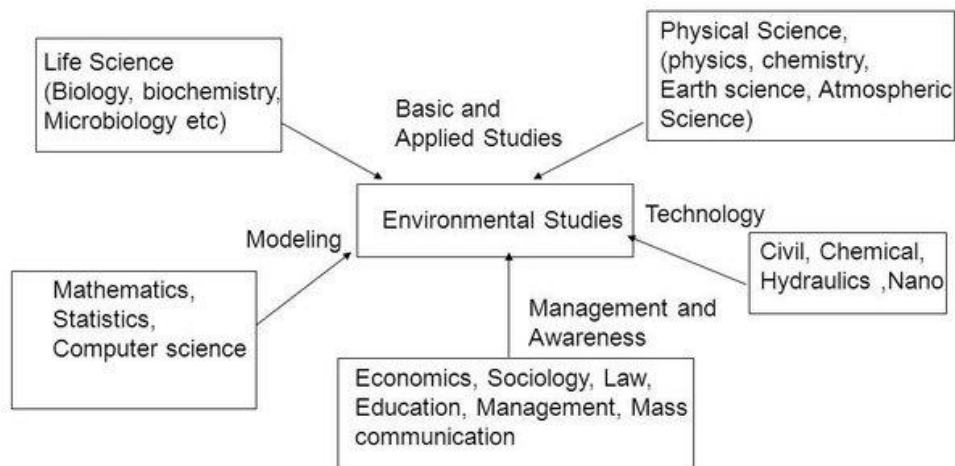 Life Science
(Biology, biochemistry,
Microbiology etc)
Basic and
Applied Studies
Physical Science,
(physics, chemistry,
Earth science, Atmospheric
Science)
Environmental Studies
Technology
Modeling
Civil, Chemical,
Hydraulics ,Nano
Mathematics,
Statistics,
Computer science
Management and
Awareness
Economics, Sociology, Law,
Education, Management, Mass
communication